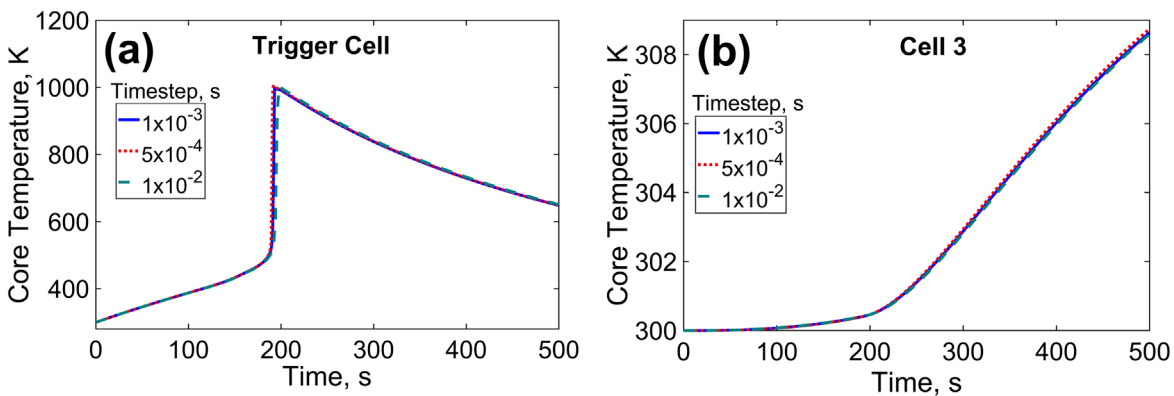 (a)
Trigger Cell
Core Temperature, K
1200
1000
800
600
400
Timestep, s
1x10⁻³
5x10⁻⁴
1x10⁻²
0 100 200 300 400 500
Time, s
(b)
Cell 3
Core Temperature, K
308
306
304
302
300
Timestep, s
1x10⁻³
5x10⁻⁴
1x10⁻²
0 100 200 300 400 500
Time, s